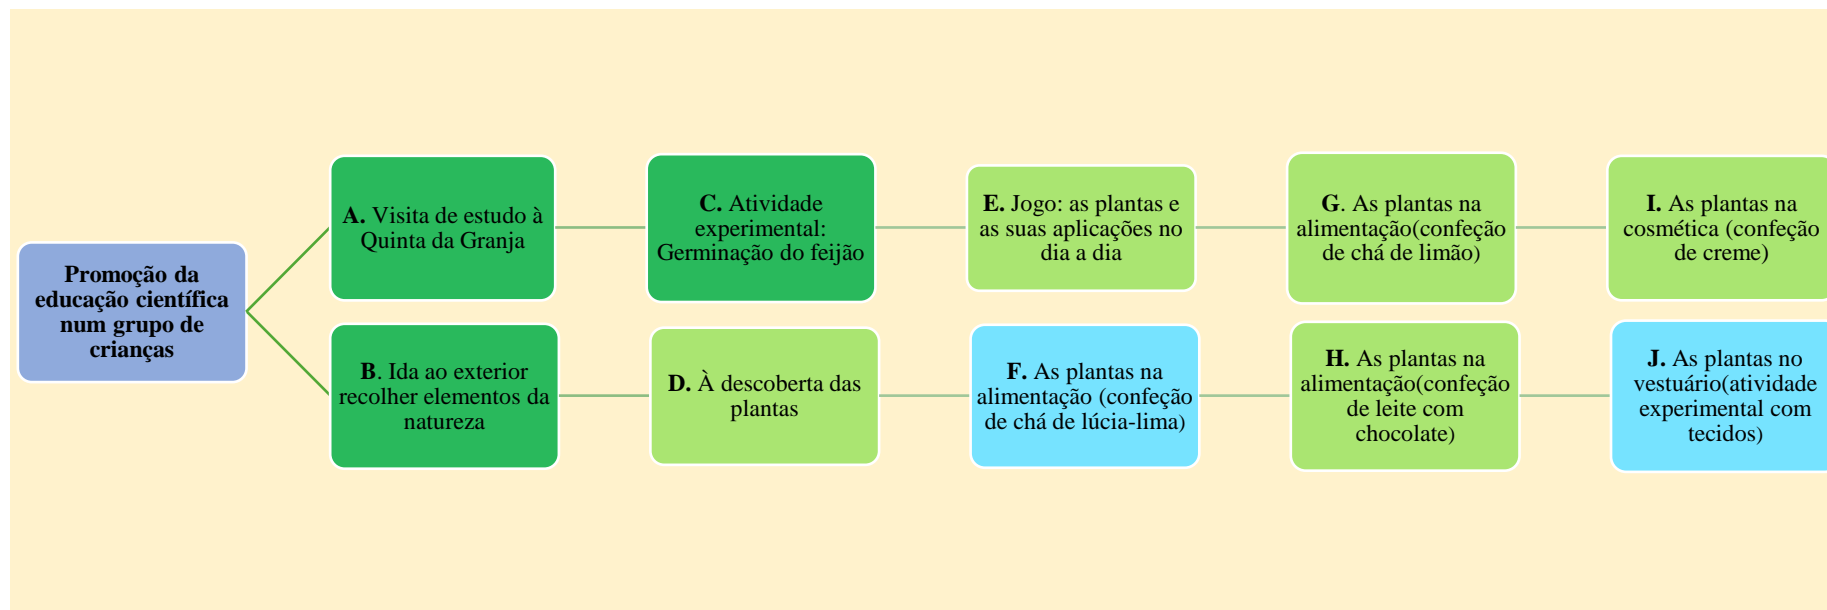 Promoção da
educação científica
num grupo de
crianças
A. Visita de estudo à
Quinta da Granja
C. Atividade
experimental:
Germinação do feijão
E. Jogo: as plantas e
as suas aplicações no
dia a dia
G. As plantas na
alimentação(confeção
de chá de limão)
I. As plantas na
cosmética (confeção
de creme)
B. Ida ao exterior
recolher elementos da
natureza
D. À descoberta das
plantas
F. As plantas na
alimentação (confeção
de chá de lúcia-lima)
H. As plantas na
alimentação(confeção
de leite com
chocolate)
J. As plantas no
vestuário(atividade
experimental com
tecidos)